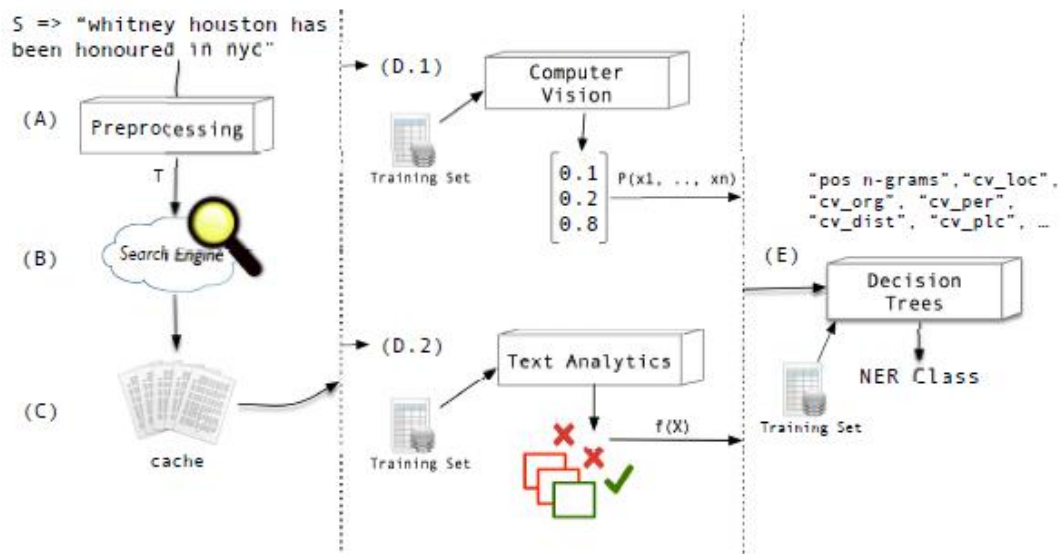 S => “whitney houston has
been honoured in nyc”
(A)
Preprocessing
T
(B)
Search Engine
(C)
cache
(D.1)
Computer
Vision
Training Set
0.1
0.2
0.8
P(x1, .., xn)
(D.2)
Text Analytics
Training Set
f(X)
“pos n-grams”,“cv_loc”,
“cv_org”, “cv_per”,
“cv_dist”, “cv_plc”, …
(E)
Decision
Trees
NER Class
Training Set